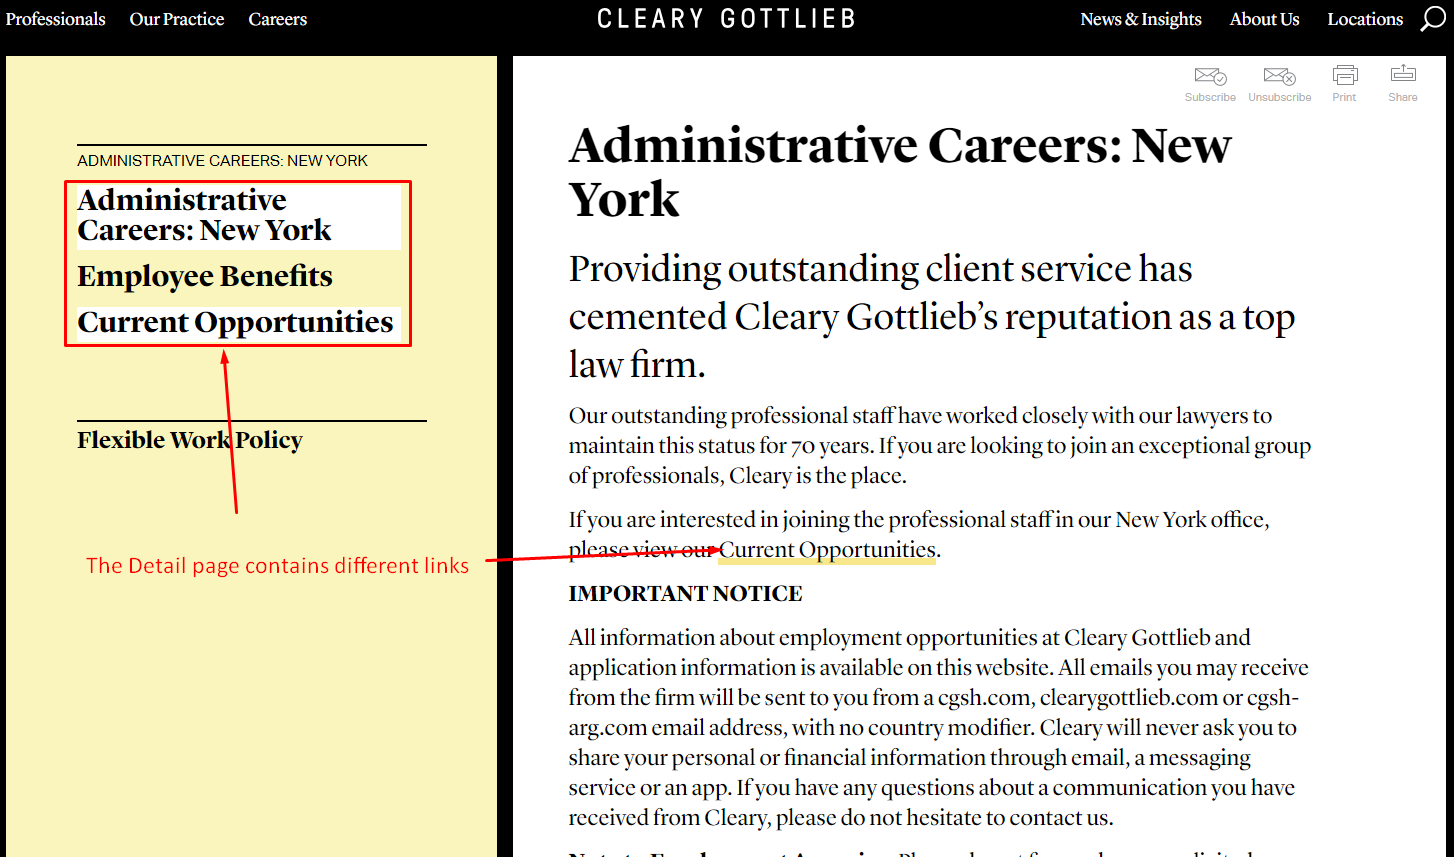 Professionals Our Practice Careers CLEARY GOTTLIEB News & Insights About Us Locations
Subscribe Unsubscribe Print Share
ADMINISTRATIVE CAREERS: NEW YORK
Administrative
Careers: New York
Employee Benefits
Current Opportunities
Flexible Work Policy
The Detail page contains different links
Administrative Careers: New
York
Providing outstanding client service has
cemented Cleary Gottlieb’s reputation as a top
law firm.
Our outstanding professional staff have worked closely with our lawyers to
maintain this status for 70 years. If you are looking to join an exceptional group
of professionals, Cleary is the place.
If you are interested in joining the professional staff in our New York office,
please view our Current Opportunities.
IMPORTANT NOTICE
All information about employment opportunities at Cleary Gottlieb and
application information is available on this website. All emails you may receive
from the firm will be sent to you from a cgsh.com, clearygottlieb.com or cgsh-
arg.com email address, with no country modifier. Cleary will never ask you to
share your personal or financial information through email, a messaging
service or an app. If you have any questions about a communication you have
received from Cleary, please do not hesitate to contact us.